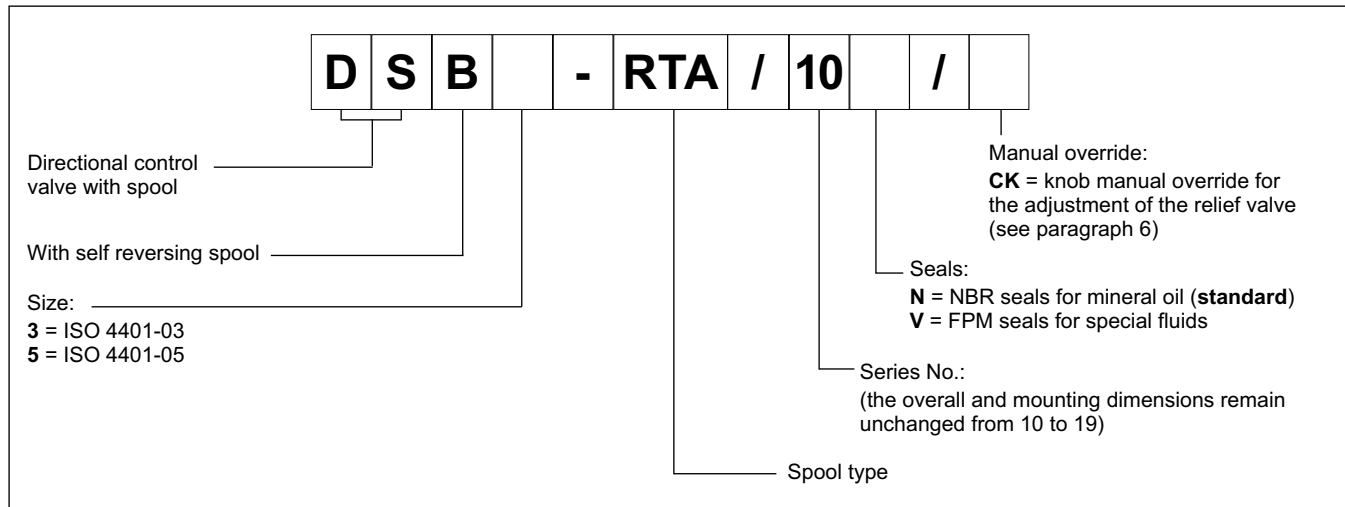 D S B - RTA / 10 /
Directional control
valve with spool
With self reversing spool
Size:
3 = ISO 4401-03
5 = ISO 4401-05
Manual override:
CK = knob manual override for
the adjustment of the relief valve
(see paragraph 6)
Seals:
N = NBR seals for mineral oil (standard)
V = FPM seals for special fluids
Series No.:
(the overall and mounting dimensions remain
unchanged from 10 to 19)
Spool type